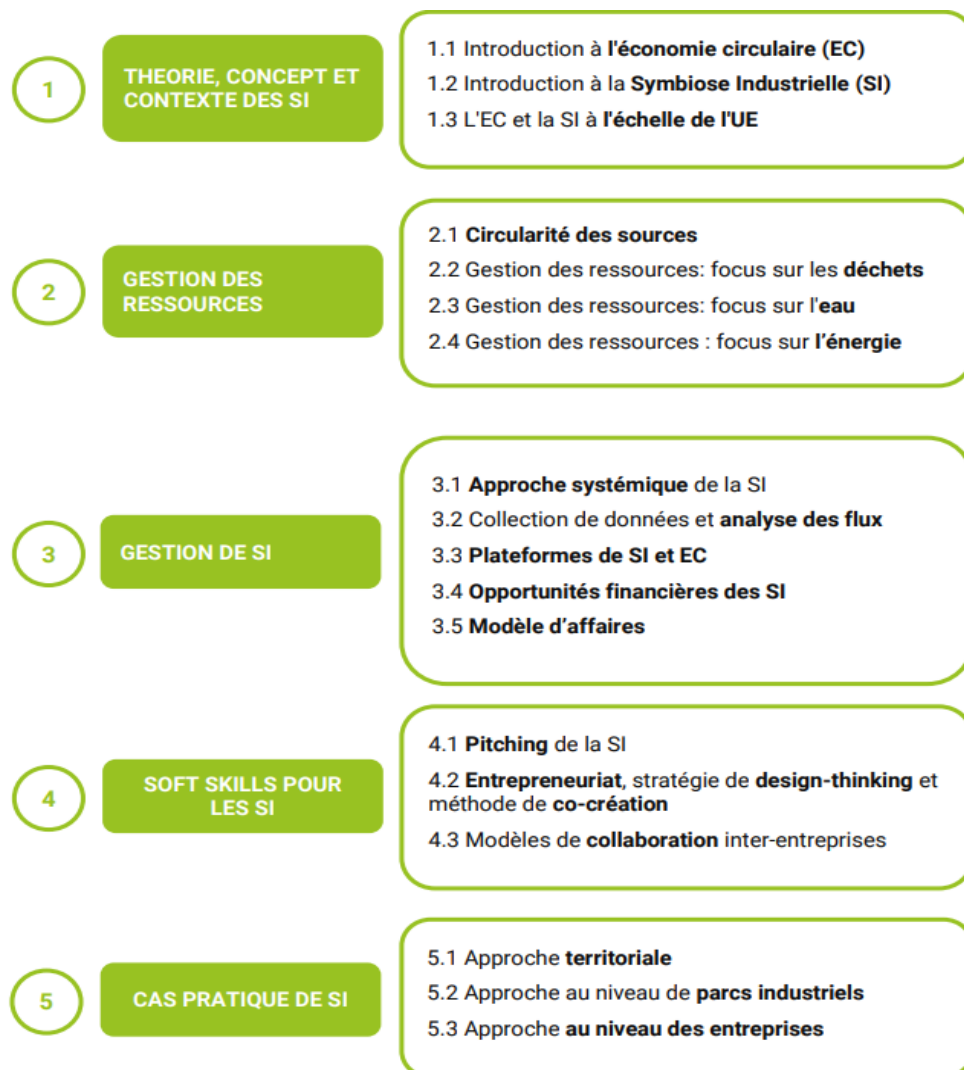 1
THEORIE, CONCEPT ET
CONTEXTE DES SI
1.1 Introduction à l'économie circulaire (EC)
1.2 Introduction à la Symbiose Industrielle (SI)
1.3 L'EC et la SI à l'échelle de l'UE
2
GESTION DES
RESSOURCES
2.1 Circularité des sources
2.2 Gestion des ressources: focus sur les déchets
2.3 Gestion des ressources: focus sur l'eau
2.4 Gestion des ressources : focus sur l’énergie
3
GESTION DE SI
3.1 Approche systémique de la SI
3.2 Collection de données et analyse des flux
3.3 Plateformes de SI et EC
3.4 Opportunités financières des SI
3.5 Modèle d’affaires
4
SOFT SKILLS POUR
LES SI
4.1 Pitching de la SI
4.2 Entrepreneuriat, stratégie de design-thinking et
méthode de co-création
4.3 Modèles de collaboration inter-entreprises
5
CAS PRATIQUE DE SI
5.1 Approche territoriale
5.2 Approche au niveau de parcs industriels
5.3 Approche au niveau des entreprises